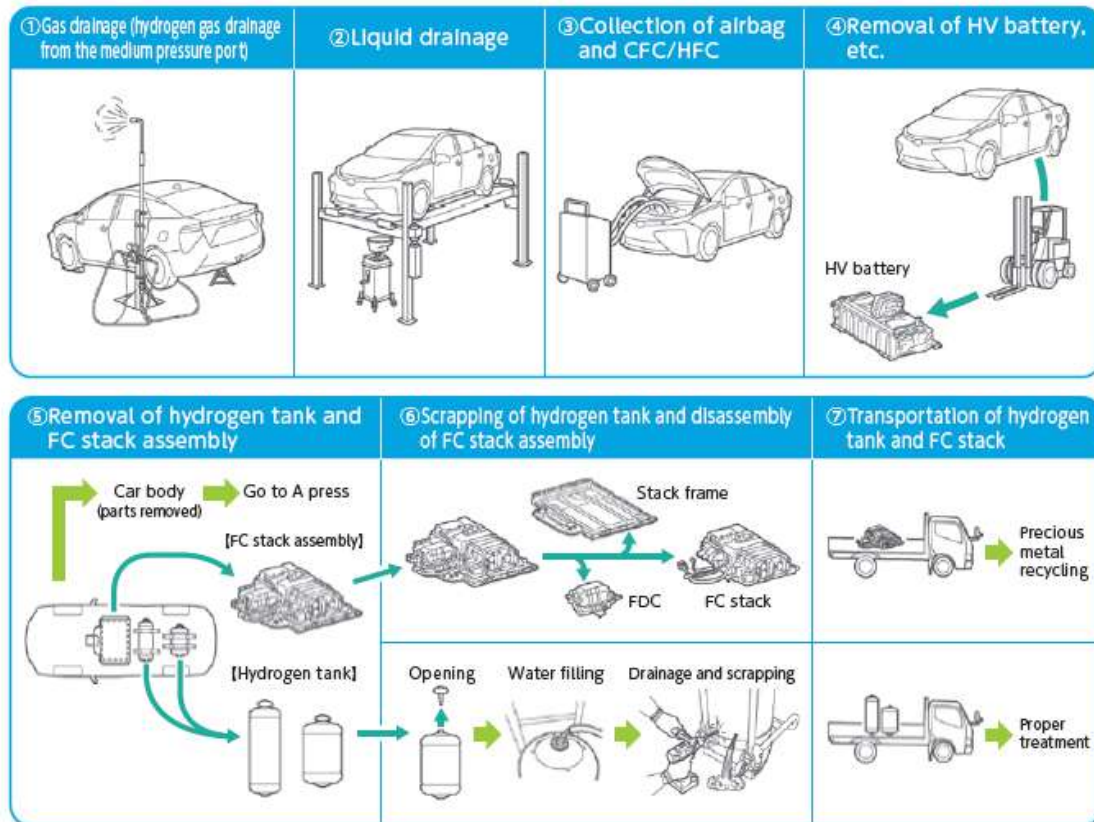 ①Gas drainage (hydrogen gas drainage
from the medium pressure port)
②Liquid drainage
③Collection of airbag
and CFC/HFC
④Removal of HV battery,
etc.
HV battery
⑤Removal of hydrogen tank and
FC stack assembly
⑥Scrapping of hydrogen tank and disassembly
of FC stack assembly
⑦Transportation of hydrogen
tank and FC stack
Car body
(parts removed)
Go to A press
【FC stack assembly】
【Hydrogen tank】
Stack frame
FDC
FC stack
Opening
Water filling
Drainage and scrapping
Precious
metal
recycling
Proper
treatment